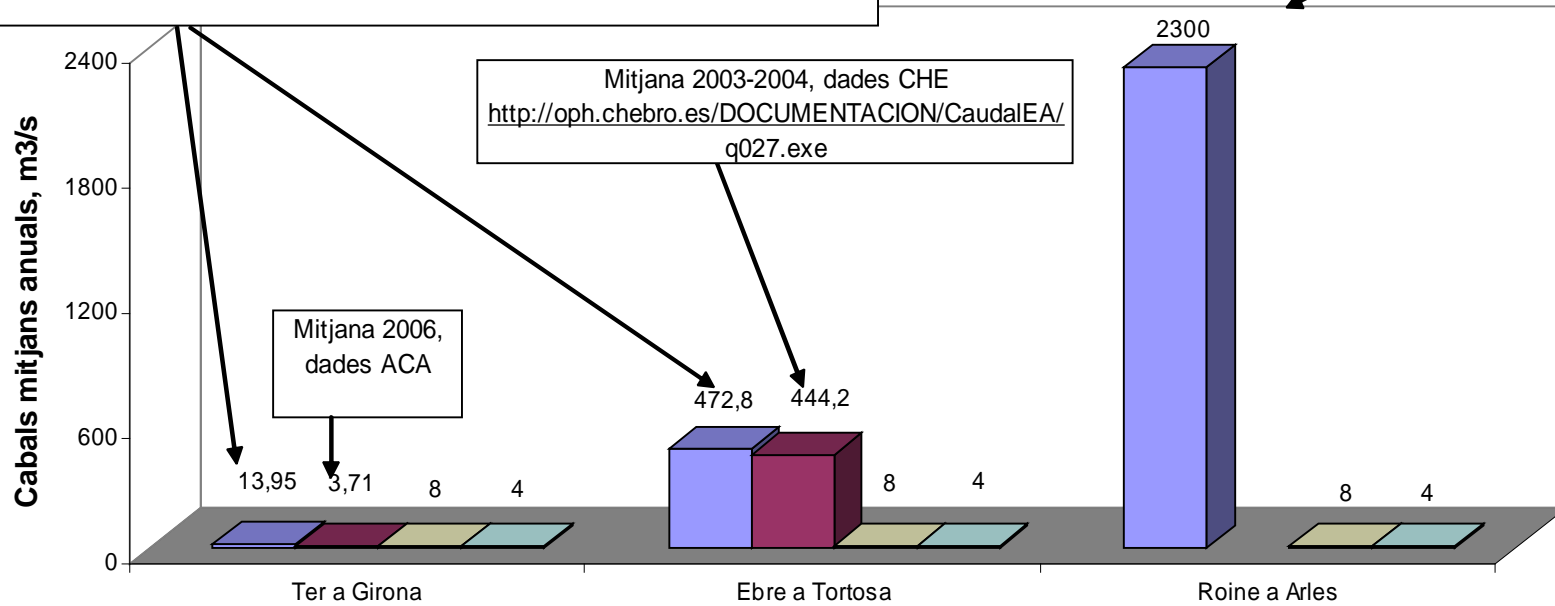 Cabals mitjans anuals, m3/s
2400
1800
1200
600
0
Mitjana 2003-2004, dades CHE
http://oph.chebro.es/DOCUMENTACION/CaudalEA/
q027.exe
Mitjana 2006,
dades ACA
13,95
3,71
8
4
472,8
444,2
8
4
2300
8
4
Ter a Girona
Ebre a Tortosa
Roine a Arles